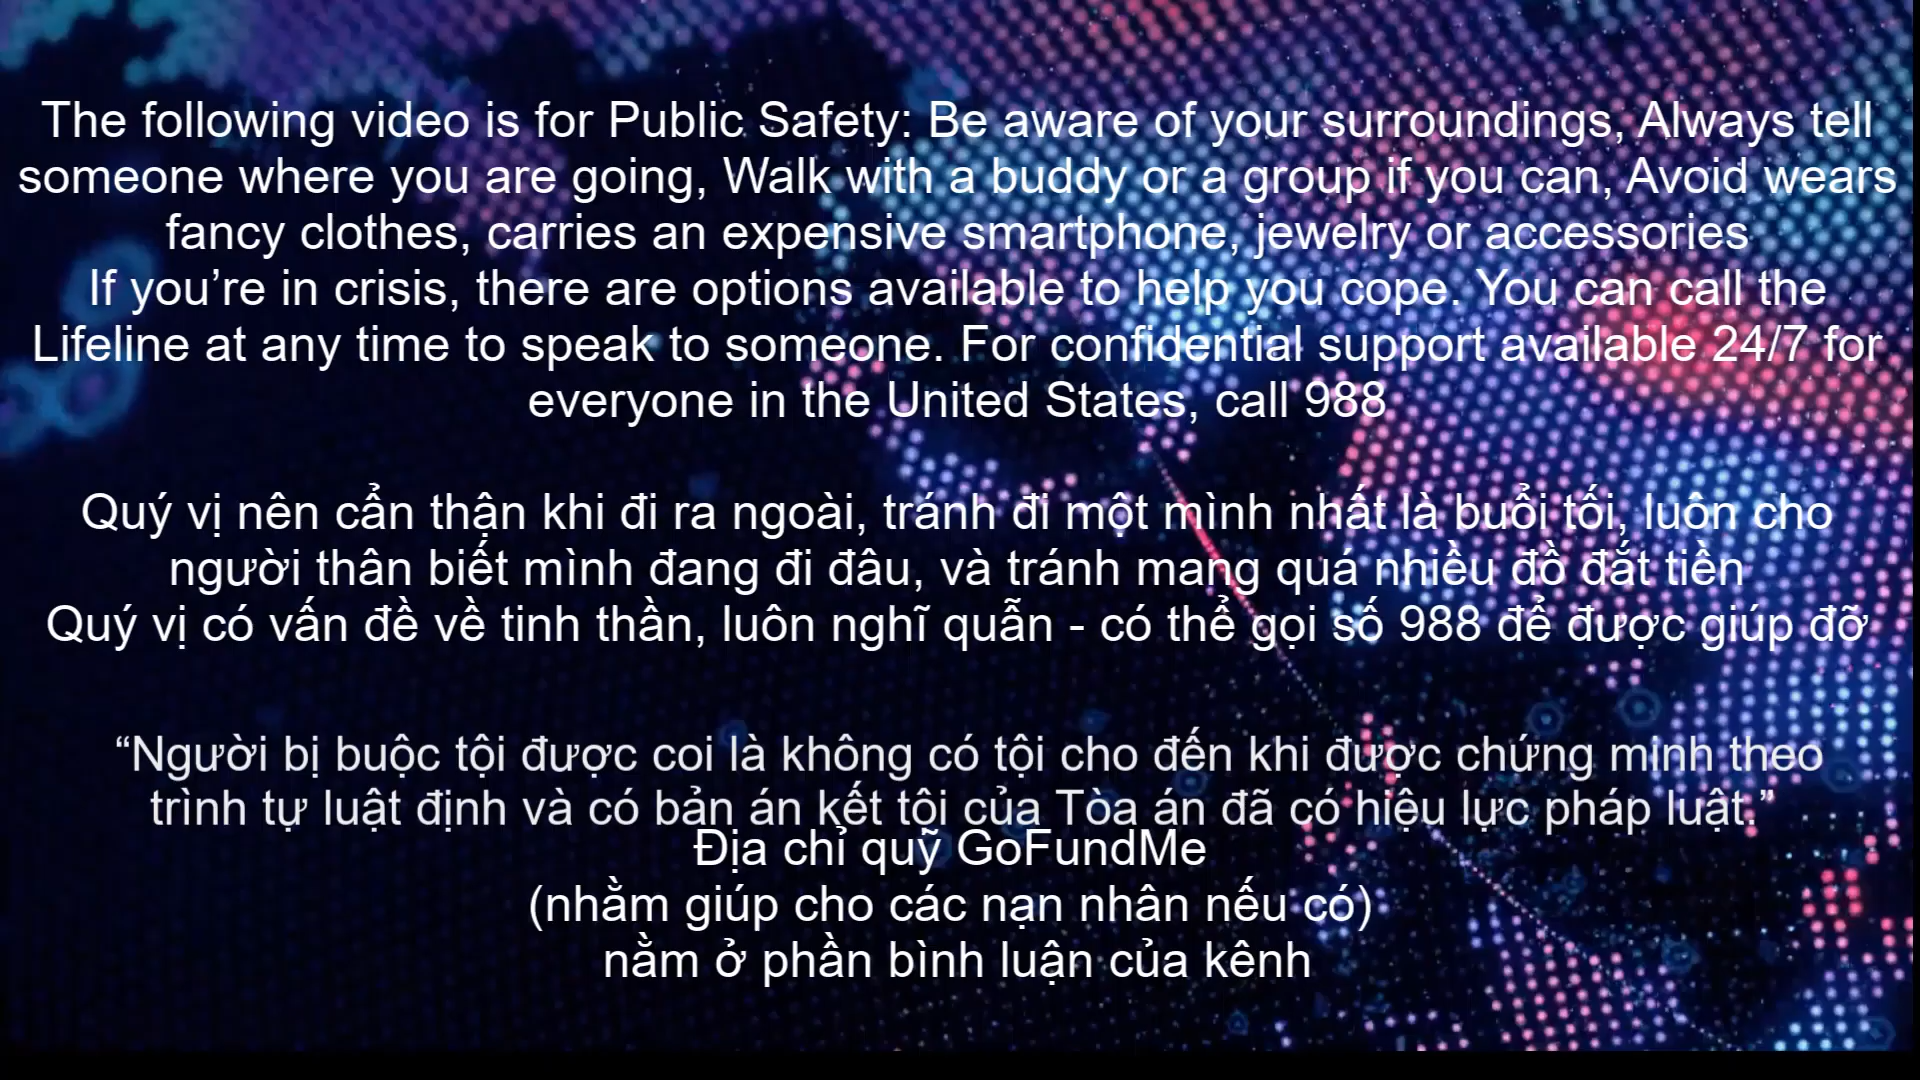 The following video is for Public Safety: Be aware of your surroundings, Always tell
someone where you are going, Walk with a buddy or a group if you can, Avoid wears
fancy clothes, carries an expensive smartphone, jewelry or accessories
If you’re in crisis, there are options available to help you cope. You can call the
Lifeline at any time to speak to someone. For confidential support available 24/7 for
everyone in the United States, call 988
Quý vị nên cẩn thận khi đi ra ngoài, tránh đi một mình nhất là buổi tối, luôn cho
người thân biết mình đang đi đâu, và tránh mang quá nhiều đồ đắt tiền
Quý vị có vấn đề về tinh thần, luôn nghĩ quẫn - có thể gọi số 988 để được giúp đỡ
“Người bị buộc tội được coi là không có tội cho đến khi được chứng minh theo
trình tự luật định và có bản án kết tội của Tòa án đã có hiệu lực pháp luật.”
Địa chỉ quỹ GoFundMe
(nhằm giúp cho các nạn nhân nếu có)
nằm ở phần bình luận của kênh